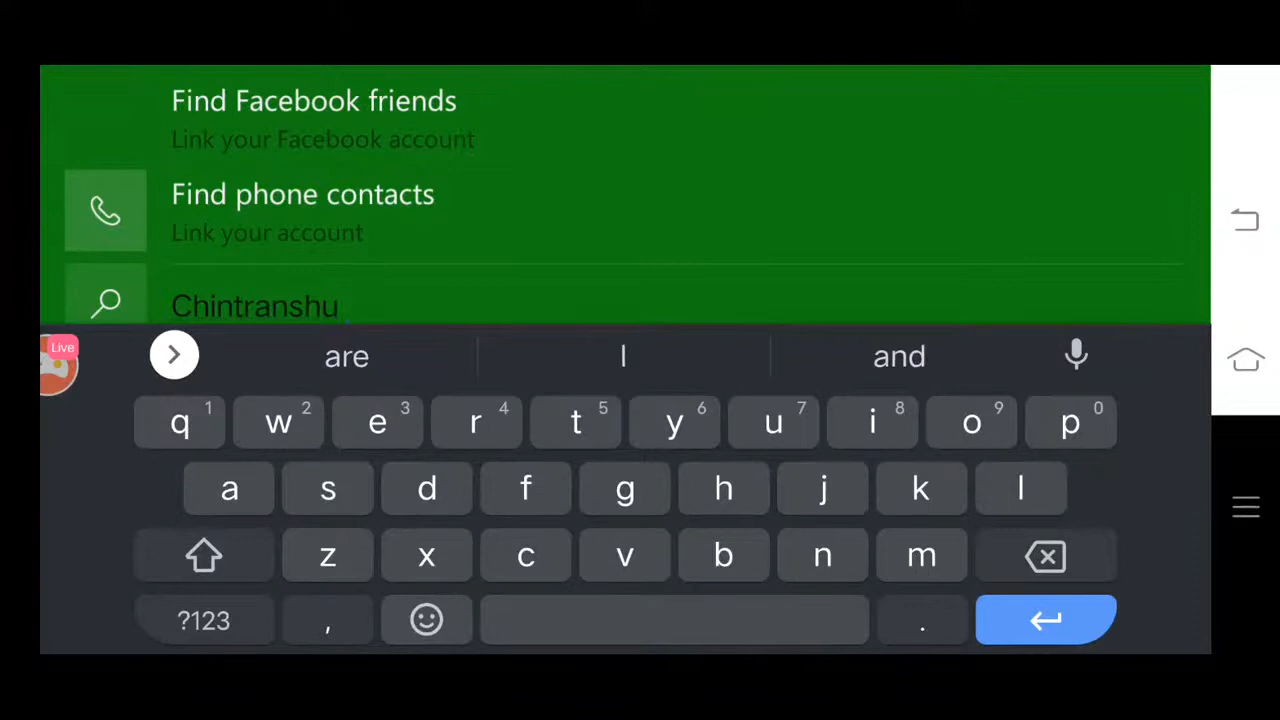 Find Facebook friends
Link your Facebook account
Find phone contacts
Link your account
Chintranshu
Live
are I and
q 1 w 2 e 3 r 4 t 5 y 6 u 7 i 8 o 9 p 0
a s d f g h j k l
z x c v b n m
?123 , .